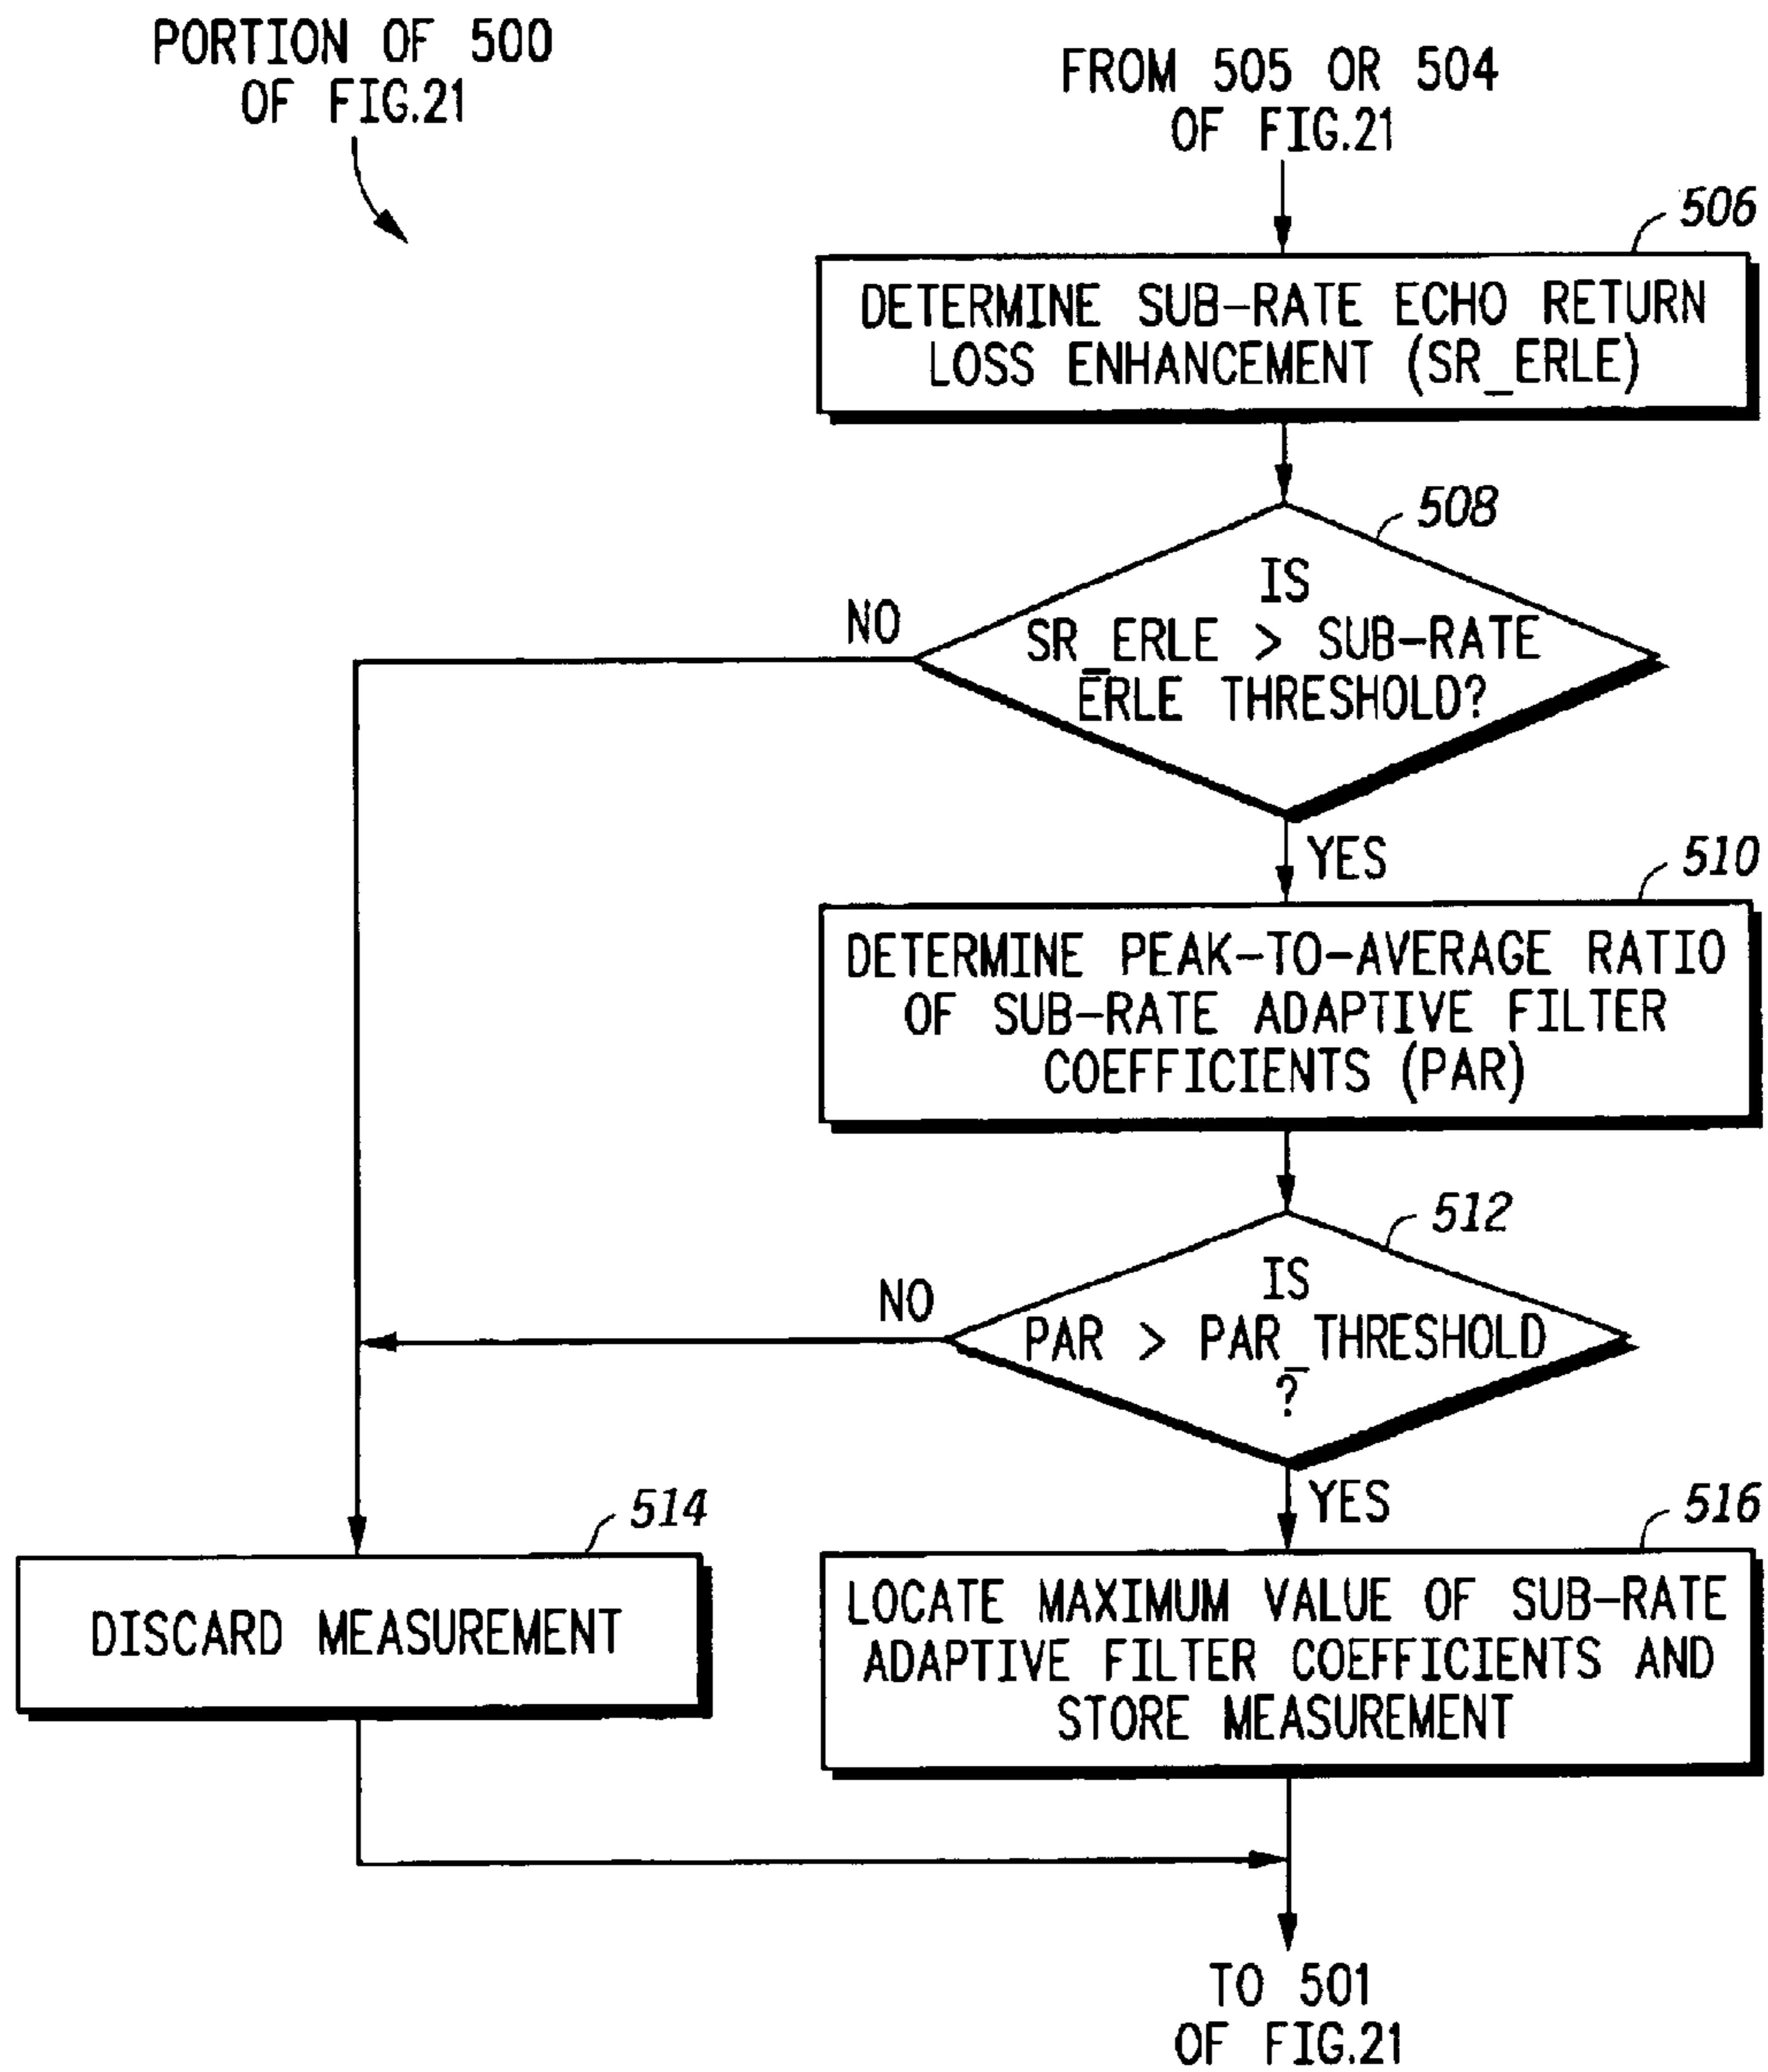 PORTION OF 500
OF FIG.21
FROM 505 OR 504
OF FIG.21
506
DETERMINE SUB-RATE ECHO RETURN
LOSS ENHANCEMENT (SR_ERLE)
508
IS
SR_ERLE > SUB-RATE
ERLE THRESHOLD?
NO
YES
510
DETERMINE PEAK-TO-AVERAGE RATIO
OF SUB-RATE ADAPTIVE FILTER
COEFFICIENTS (PAR)
512
IS
PAR > PAR_THRESHOLD
?
NO
YES
514
DISCARD MEASUREMENT
516
LOCATE MAXIMUM VALUE OF SUB-RATE
ADAPTIVE FILTER COEFFICIENTS AND
STORE MEASUREMENT
TO 501
OF FIG.21